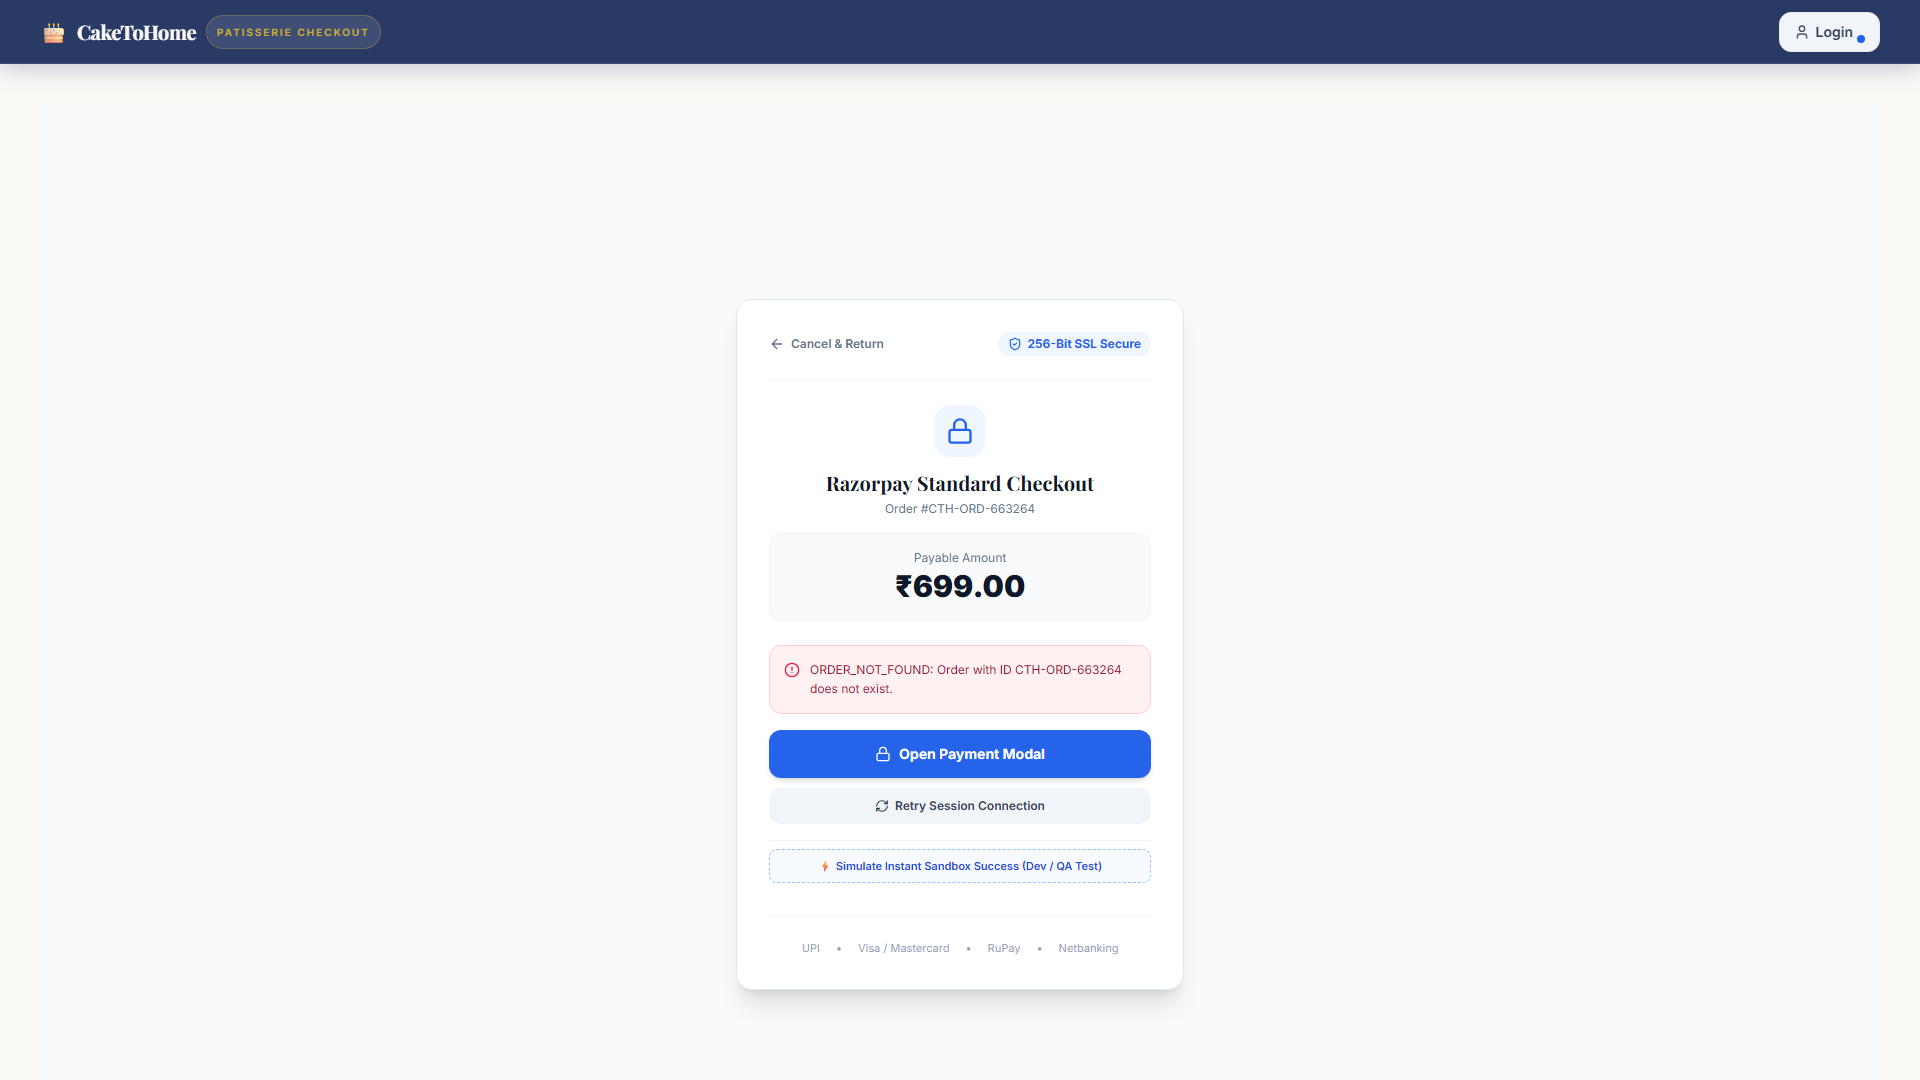 CakeToHome
PATISSERIE CHECKOUT
Login
Cancel & Return
256-Bit SSL Secure
Razorpay Standard Checkout
Order #CTH-ORD-663264
Payable Amount
₹699.00
ORDER_NOT_FOUND: Order with ID CTH-ORD-663264
does not exist.
Open Payment Modal
Retry Session Connection
Simulate Instant Sandbox Success (Dev / QA Test)
UPI • Visa / Mastercard • RuPay • Netbanking